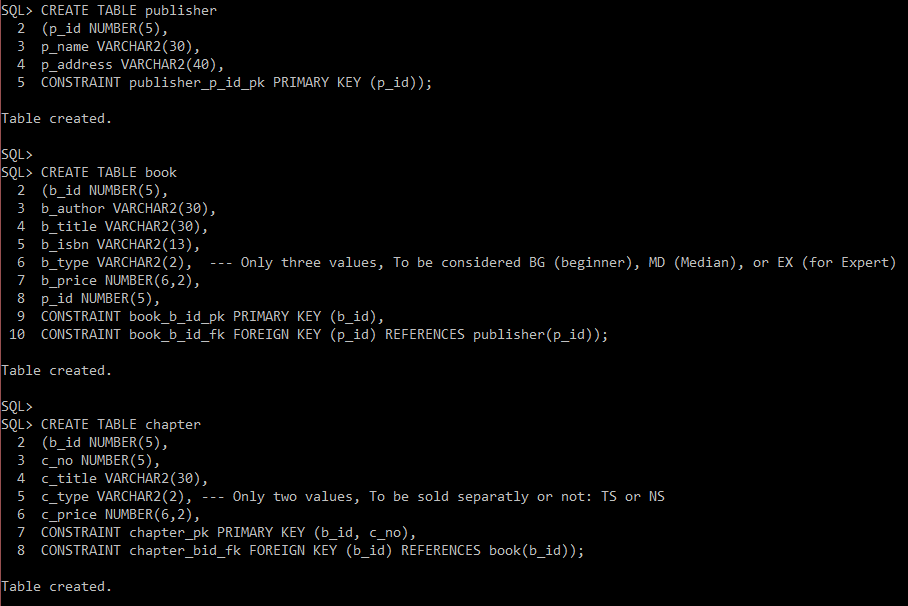 SQL> CREATE TABLE publisher
2 (p_id NUMBER(5),
3 p_name VARCHAR2(30),
4 p_address VARCHAR2(40),
5 CONSTRAINT publisher_p_id_pk PRIMARY KEY (p_id));
Table created.
SQL>
SQL> CREATE TABLE book
2 (b_id NUMBER(5),
3 b_author VARCHAR2(30),
4 b_title VARCHAR2(30),
5 b_isbn VARCHAR2(13),
6 b_type VARCHAR2(2), --- Only three values, To be considered BG (beginner), MD (Median), or EX (for Expert)
7 b_price NUMBER(6,2),
8 p_id NUMBER(5),
9 CONSTRAINT book_b_id_pk PRIMARY KEY (b_id),
10 CONSTRAINT book_b_id_fk FOREIGN KEY (p_id) REFERENCES publisher(p_id));
Table created.
SQL>
SQL> CREATE TABLE chapter
2 (b_id NUMBER(5),
3 c_no NUMBER(5),
4 c_title VARCHAR2(30),
5 c_type VARCHAR2(2), --- Only two values, To be sold separatly or not: TS or NS
6 c_price NUMBER(6,2),
7 CONSTRAINT chapter_pk PRIMARY KEY (b_id, c_no),
8 CONSTRAINT chapter_bid_fk FOREIGN KEY (b_id) REFERENCES book(b_id));
Table created.